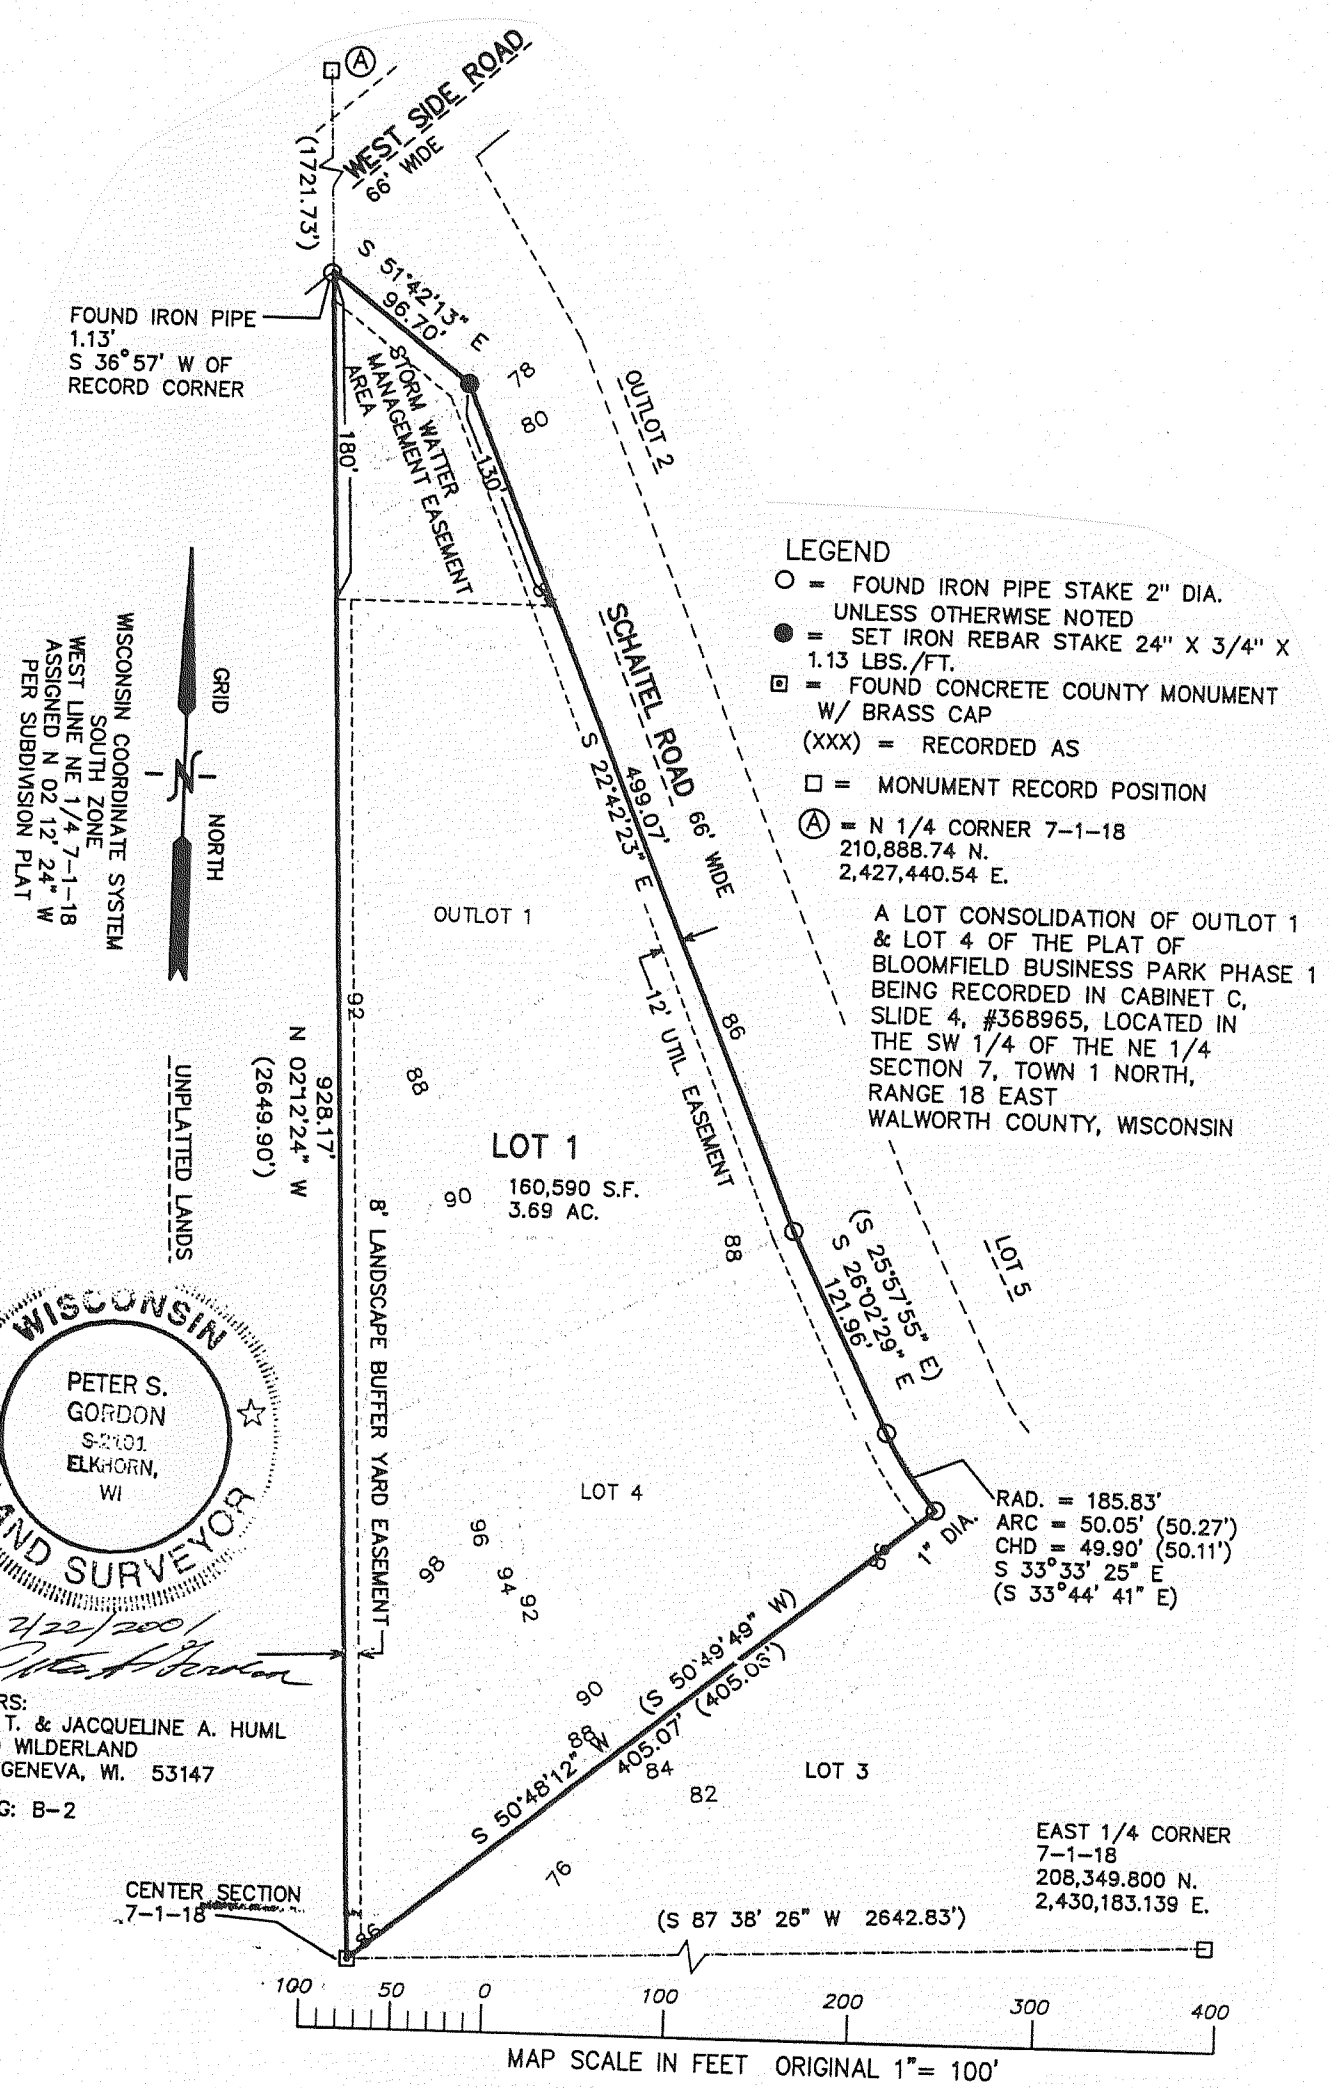 A
WEST SIDE ROAD
66' WIDE
(1721.73')
S 51°42'13" E
96.70'
FOUND IRON PIPE
1.13'
S 36°57' W OF
RECORD CORNER
STORM WATTER
MANAGEMENT EASEMENT
AREA
180'
130'
78
80
OUTLOT 2
LEGEND
O = FOUND IRON PIPE STAKE 2" DIA.
UNLESS OTHERWISE NOTED
● = SET IRON REBAR STAKE 24" X 3/4" X
1.13 LBS./FT.
⊡ = FOUND CONCRETE COUNTY MONUMENT
W/ BRASS CAP
(XXX) = RECORDED AS
□ = MONUMENT RECORD POSITION
Ⓐ = N 1/4 CORNER 7-1-18
210,888.74 N.
2,427,440.54 E.
A LOT CONSOLIDATION OF OUTLOT 1
& LOT 4 OF THE PLAT OF
BLOOMFIELD BUSINESS PARK PHASE 1
BEING RECORDED IN CABINET C,
SLIDE 4, #368965, LOCATED IN
THE SW 1/4 OF THE NE 1/4
SECTION 7, TOWN 1 NORTH,
RANGE 18 EAST
WALWORTH COUNTY, WISCONSIN
GRID
N
NORTH
WISCONSIN COORDINATE SYSTEM
SOUTH ZONE
WEST LINE NE 1/4 7-1-18
ASSIGNED N 02 12' 24" W
PER SUBDIVISION PLAT
SCHAITEL ROAD 66' WIDE
499.07'
S 22°42'23" E
OUTLOT 1
12' UTIL. EASEMENT
86
92
88
928.17'
N 02°12'24" W
(2649.90')
UNPLATTED LANDS
LOT 1
160,590 S.F.
3.69 AC.
90
88
8' LANDSCAPE BUFFER YARD EASEMENT
(S 25°57'55" E)
S 26°02'29" E
121.96'
LOT 5
WISCONSIN
PETER S.
GORDON
S-2101
ELKHORN,
WI
AND SURVEYOR
2/22/2001
LOT 4
RAD. = 185.83'
ARC = 50.05' (50.27')
CHD = 49.90' (50.11')
S 33°33' 25" E
(S 33°44' 41" E)
1" DIA.
86
96
98
94
92
90
88
(S 50°49'49" W)
S 50°48'12" W
405.07' (405.06')
84
82
76
LOT 3
RS:
T. & JACQUELINE A. HUML
WILDERLAND
GENEVA, WI. 53147
G: B-2
EAST 1/4 CORNER
7-1-18
208,349.800 N.
2,430,183.139 E.
CENTER SECTION
7-1-18
86
(S 87 38' 26" W 2642.83')
100 50 0 100 200 300 400
MAP SCALE IN FEET ORIGINAL 1"= 100'